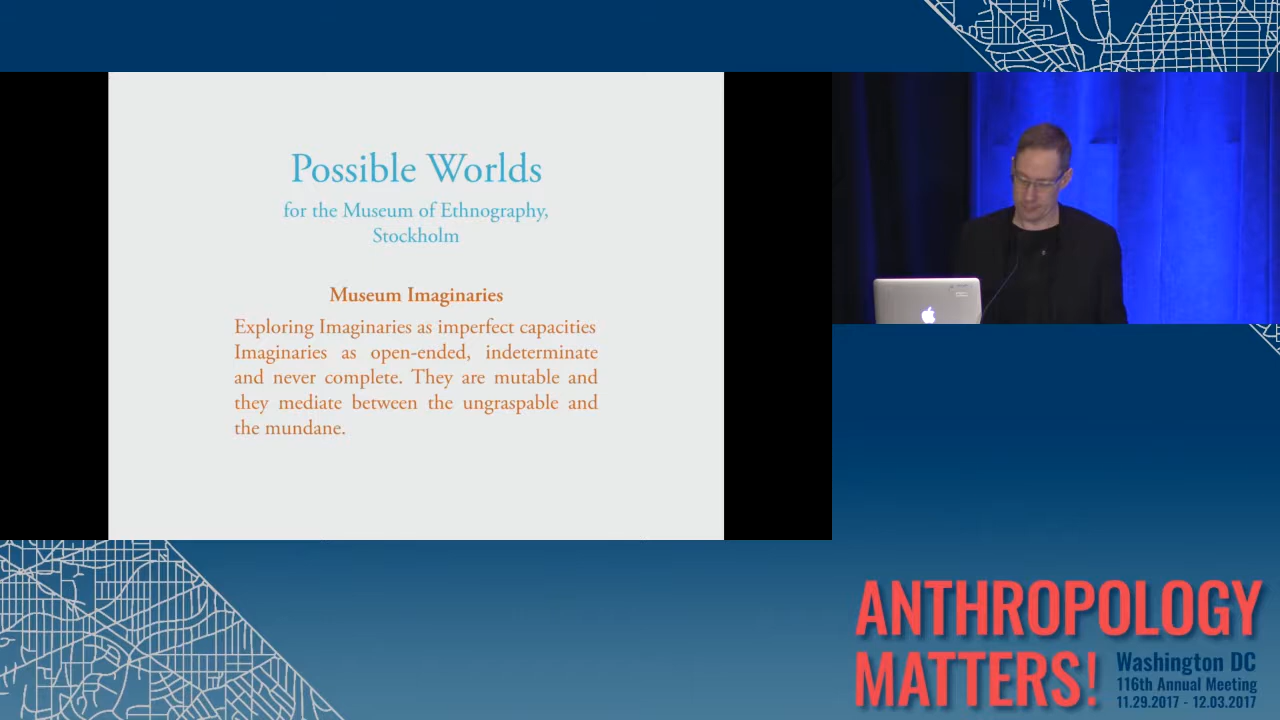 Possible Worlds
for the Museum of Ethnography,
Stockholm
Museum Imaginaries
Exploring Imaginaries as imperfect capacities
Imaginaries as open-ended, indeterminate
and never complete. They are mutable and
they mediate between the ungraspable and
the mundane.
ANTHROPOLOGY
MATTERS!
Washington DC
116th Annual Meeting
11.29.2017 - 12.03.2017